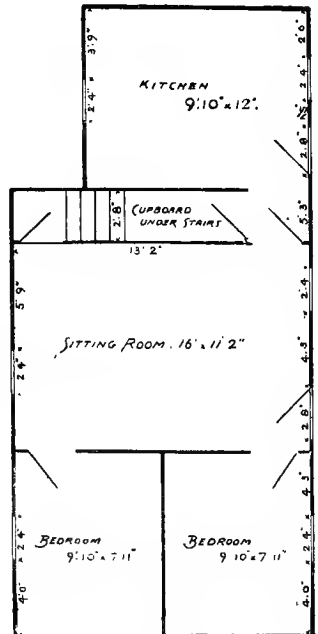 3'9"
2'4"
KITCHEN
9'10" x 12'.
2'0"
2'4"
2'8"
5'3"
2'8"
CUPBOARD
UNDER STAIRS
13'2"
5'9"
2'4"
SITTING ROOM. 16' x 11'2"
2'4
4'3"
2'8"
BEDROOM
9'10" x 7'11"
2'4"
4'0"
BEDROOM
9'10" x 7'11"
4'3"
2'4"
4'0"